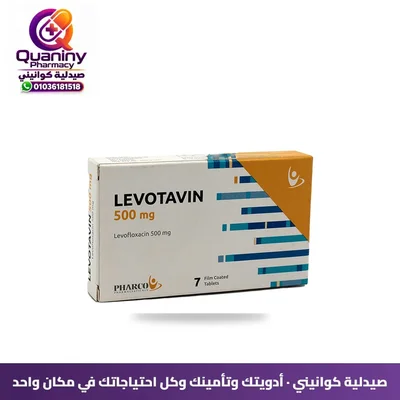 Quaniny
Pharmacy
صيدلية كوانيني
01036181518
LEVOTAVIN
500 mg
Levofloxacin 500 mg
7 Film Coated
Tablets
PHARCO
PHARMACEUTICALS
LEVOTAVIN
500 mg
صيدلية كوانيني - أدويتك وتأمينك وكل احتياجاتك في مكان واحد